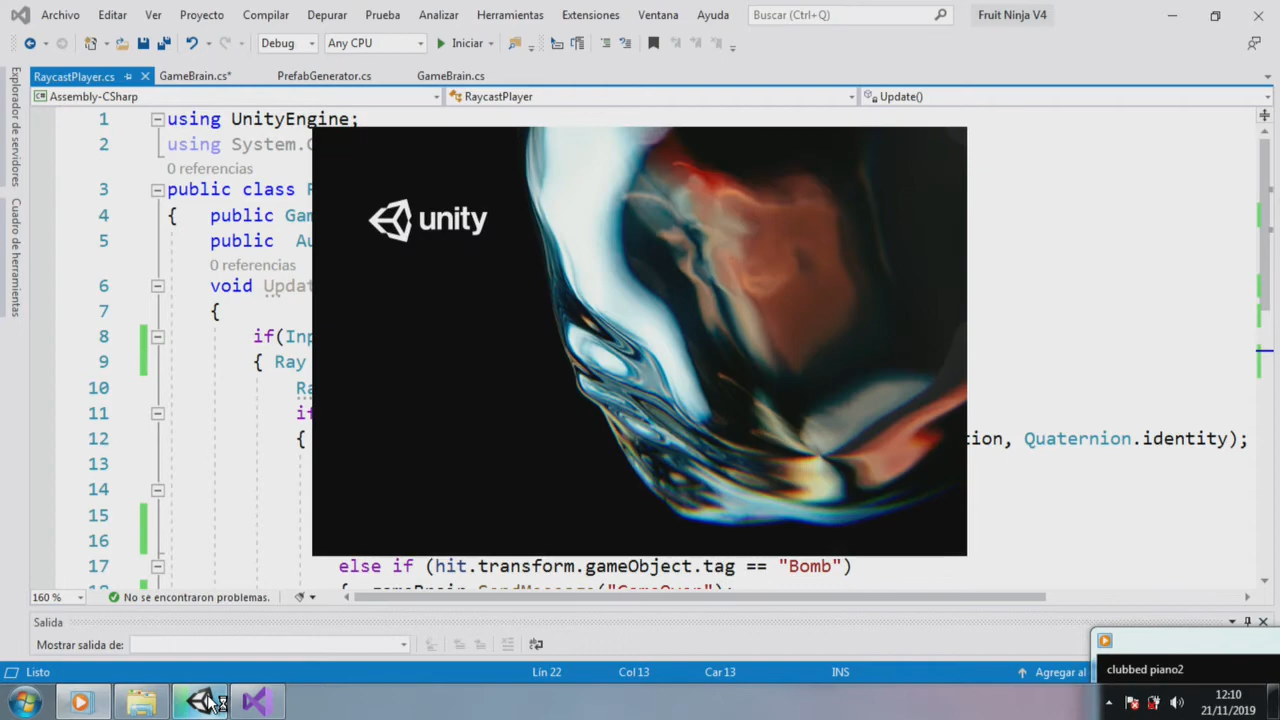 Archivo Editar Ver Proyecto Compilar Depurar Prueba Analizar Herramientas Extensiones Ventana Ayuda Buscar (Ctrl+Q) Fruit Ninja V4
Debug Any CPU Iniciar
RaycastPlayer.cs GameBrain.cs* PrefabGenerator.cs GameBrain.cs
Assembly-CSharp RaycastPlayer Update()
Explorador de servidores
Cuadro de herramientas
1 using UnityEngine;
2 using System.
0 referencias
3 public class
4 { public Ga
5 public Au
0 referencias
6 void Updat
7 {
8 if(Inp
9 { Ray
10 Ra
11 if
12 { ion, Quaternion.identity);
13
14
15
16
17 else if (hit.transform.gameObject.tag == "Bomb")
unity
160 % No se encontraron problemas.
Salida
Mostrar salida de:
clubbed piano2
Listo Lín 22 Col 13 Car 13 INS Agregar al
12:10
21/11/2019